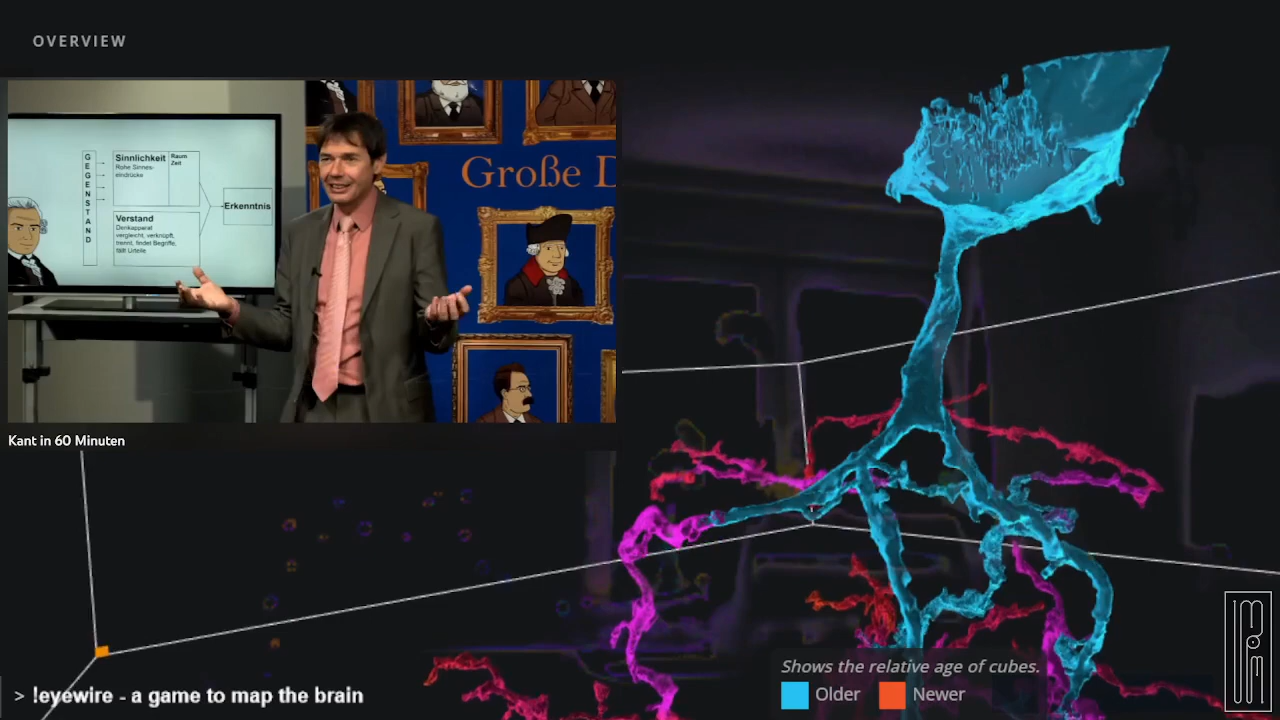 OVERVIEW
GEGENSTAND
Sinnlichkeit
Rohe Sinnes-
eindrücke
Raum
Zeit
Verstand
Denkapparat
vergleicht, verknüpft,
trennt, findet Begriffe,
fällt Urteile
Erkenntnis
Große D
Kant in 60 Minuten
Shows the relative age of cubes.
Older
Newer
> !eyewire - a game to map the brain